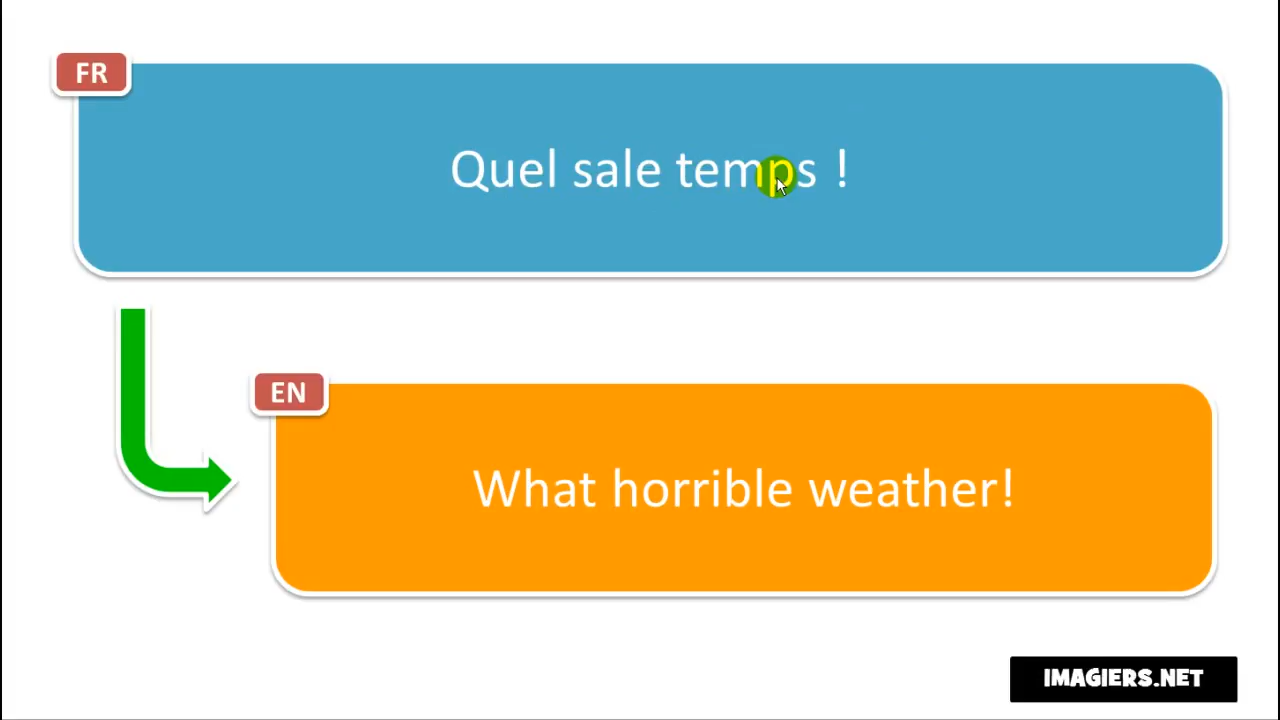 FR
Quel sale temps !
EN
What horrible weather!
IMAGIERS.NET